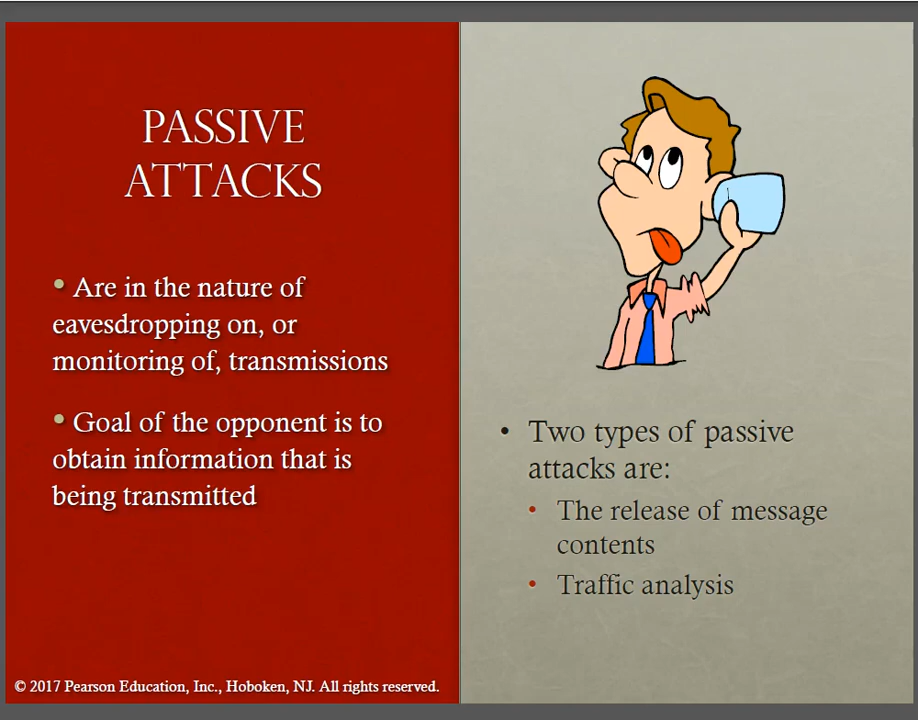 PASSIVE
ATTACKS
• Are in the nature of
eavesdropping on, or
monitoring of, transmissions
• Goal of the opponent is to
obtain information that is
being transmitted
• Two types of passive
attacks are:
• The release of message
contents
• Traffic analysis
© 2017 Pearson Education, Inc., Hoboken, NJ. All rights reserved.